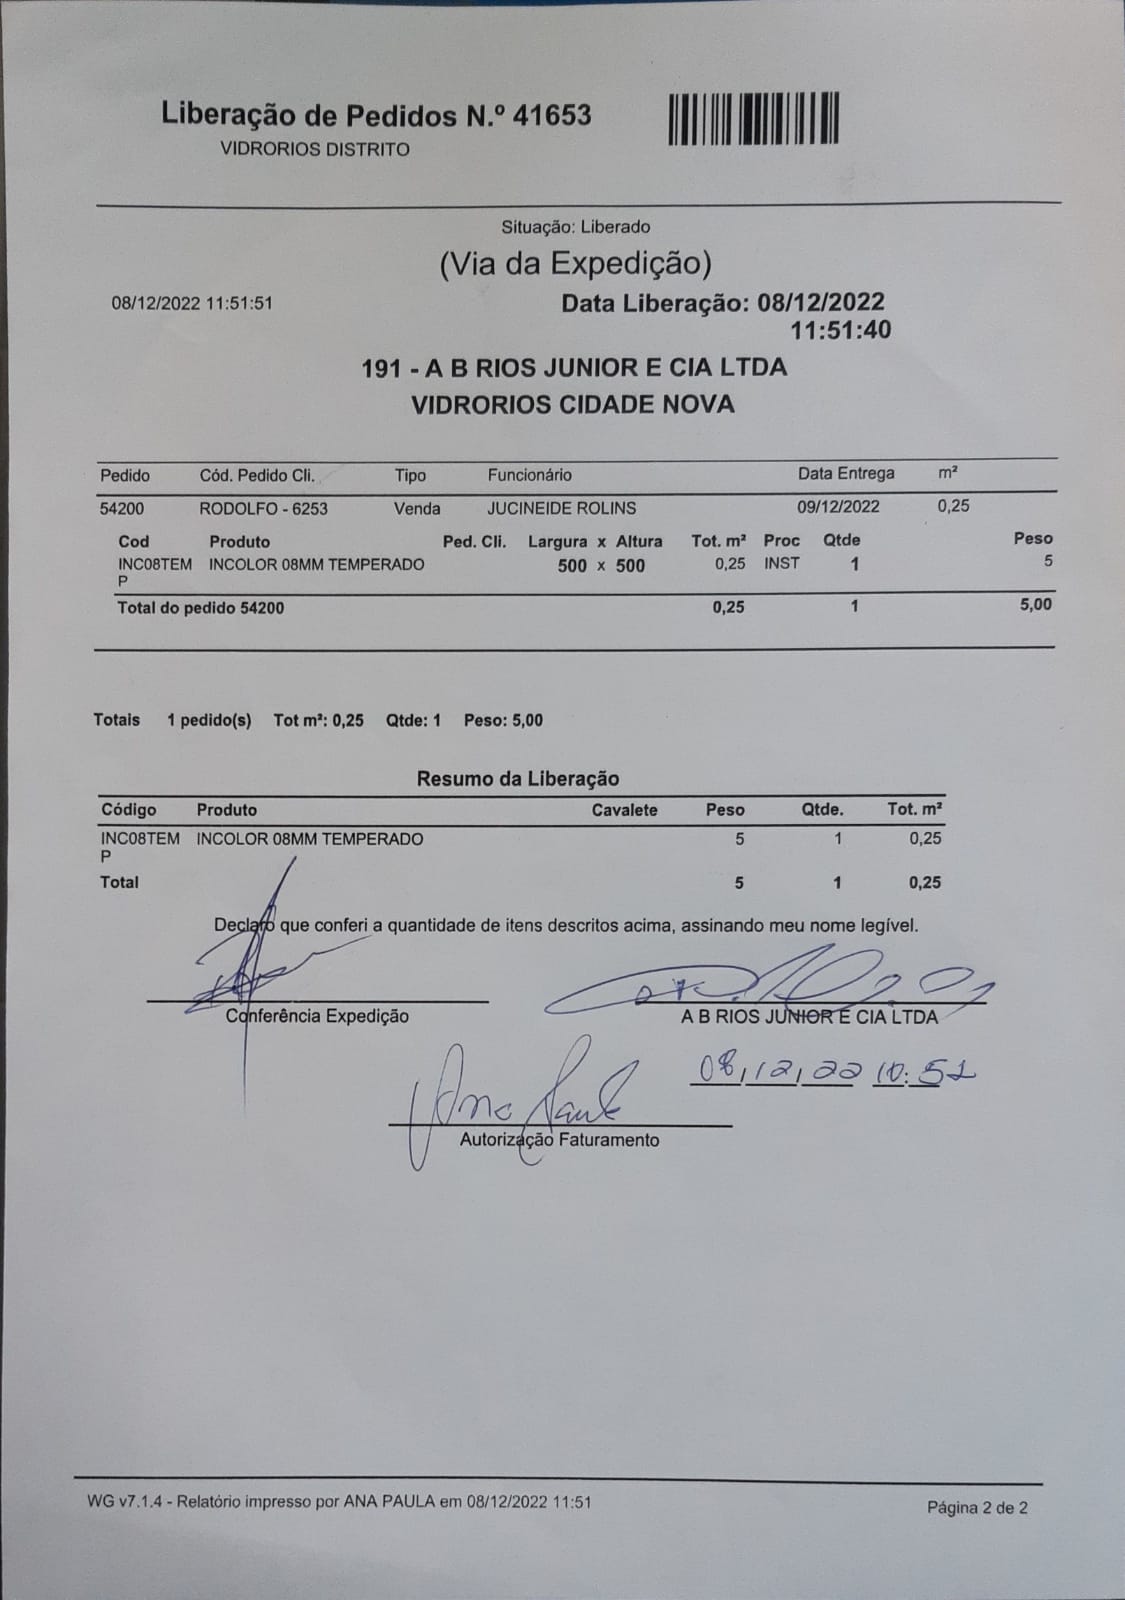 Liberação de Pedidos N.º 41653
VIDRORIOS DISTRITO
Situação: Liberado
(Via da Expedição)
08/12/2022 11:51:51
Data Liberação: 08/12/2022
11:51:40
191 - A B RIOS JUNIOR E CIA LTDA
VIDRORIOS CIDADE NOVA
Pedido Cód. Pedido Cli. Tipo Funcionário Data Entrega m²
54200 RODOLFO - 6253 Venda JUCINEIDE ROLINS 09/12/2022 0,25
Cod Produto Ped. Cli. Largura x Altura Tot. m² Proc Qtde Peso
INC08TEM INCOLOR 08MM TEMPERADO 500 x 500 0,25 INST 1 5
P
Total do pedido 54200 0,25 1 5,00
Totais 1 pedido(s) Tot m²: 0,25 Qtde: 1 Peso: 5,00
Resumo da Liberação
Código Produto Cavalete Peso Qtde. Tot. m²
INC08TEM INCOLOR 08MM TEMPERADO 5 1 0,25
P
Total 5 1 0,25
Declaro que conferi a quantidade de itens descritos acima, assinando meu nome legível.
Conferência Expedição
A B RIOS JUNIOR E CIA LTDA
08/12/22 10:51
Ana Paula
Autorização Faturamento
WG v7.1.4 - Relatório impresso por ANA PAULA em 08/12/2022 11:51
Página 2 de 2